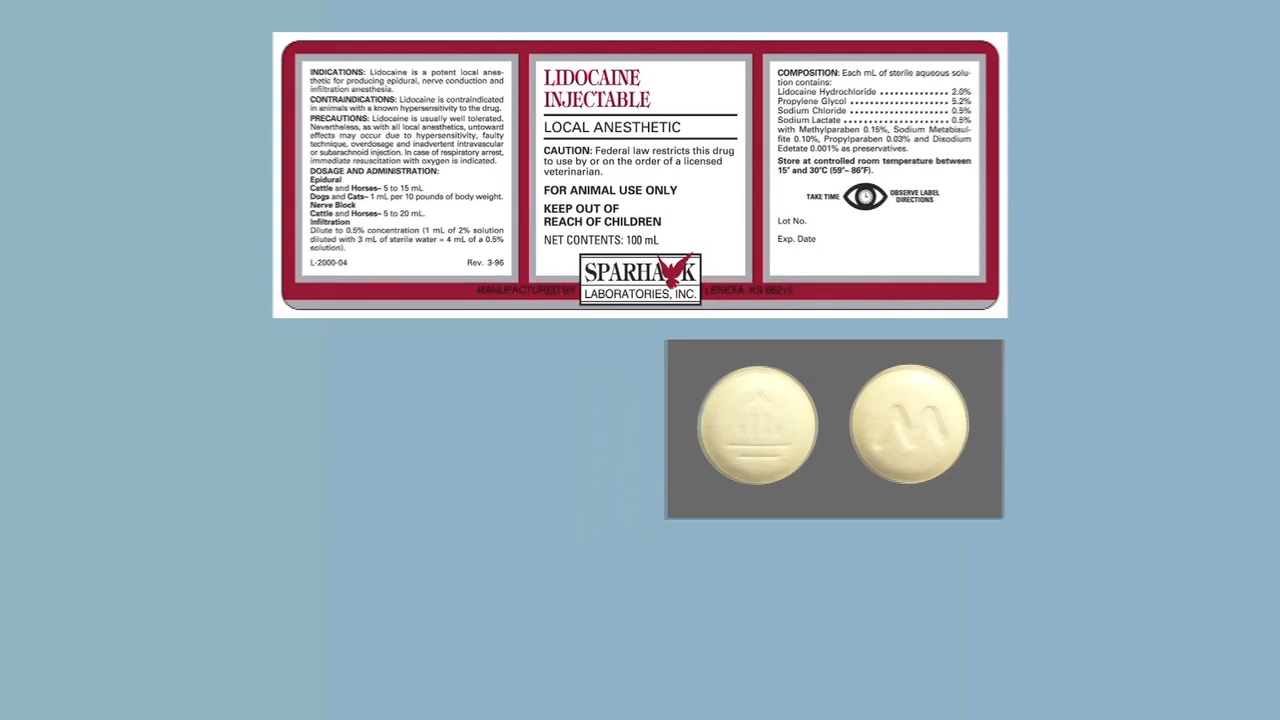 INDICATIONS: Lidocaine is a potent local anes-
thetic for producing epidural, nerve conduction and
infiltration anesthesia.
CONTRAINDICATIONS: Lidocaine is contraindicated
in animals with a known hypersensitivity to the drug.
PRECAUTIONS: Lidocaine is usually well tolerated.
Nevertheless, as with all local anesthetics, untoward
effects may occur due to hypersensitivity, faulty
technique, overdosage and inadvertent intravascular
or subarachnoid injection. In case of respiratory arrest,
immediate resuscitation with oxygen is indicated.
DOSAGE AND ADMINISTRATION:
Epidural
Cattle and Horses– 5 to 15 mL
Dogs and Cats– 1 mL per 10 pounds of body weight.
Nerve Block
Cattle and Horses– 5 to 20 mL.
Infiltration
Dilute to 0.5% concentration (1 mL of 2% solution
diluted with 3 mL of sterile water = 4 mL of a 0.5%
solution).
L-2000-04 Rev. 3-96
LIDOCAINE
INJECTABLE
LOCAL ANESTHETIC
CAUTION: Federal law restricts this drug
to use by or on the order of a licensed
veterinarian.
FOR ANIMAL USE ONLY
KEEP OUT OF
REACH OF CHILDREN
NET CONTENTS: 100 mL
SPARHAWK
LABORATORIES, INC.
MANUFACTURED BY LENEXA KS 66215
COMPOSITION: Each mL of sterile aqueous solu-
tion contains:
Lidocaine Hydrochloride .............. 2.0%
Propylene Glycol .............. 5.2%
Sodium Chloride .............. 0.5%
Sodium Lactate .............. 0.5%
with Methylparaben 0.15%, Sodium Metabisul-
fite 0.10%, Propylparaben 0.03% and Disodium
Edetate 0.001% as preservatives.
Store at controlled room temperature between
15° and 30°C (59°– 86°F).
TAKE TIME OBSERVE LABEL
DIRECTIONS
Lot No.
Exp. Date